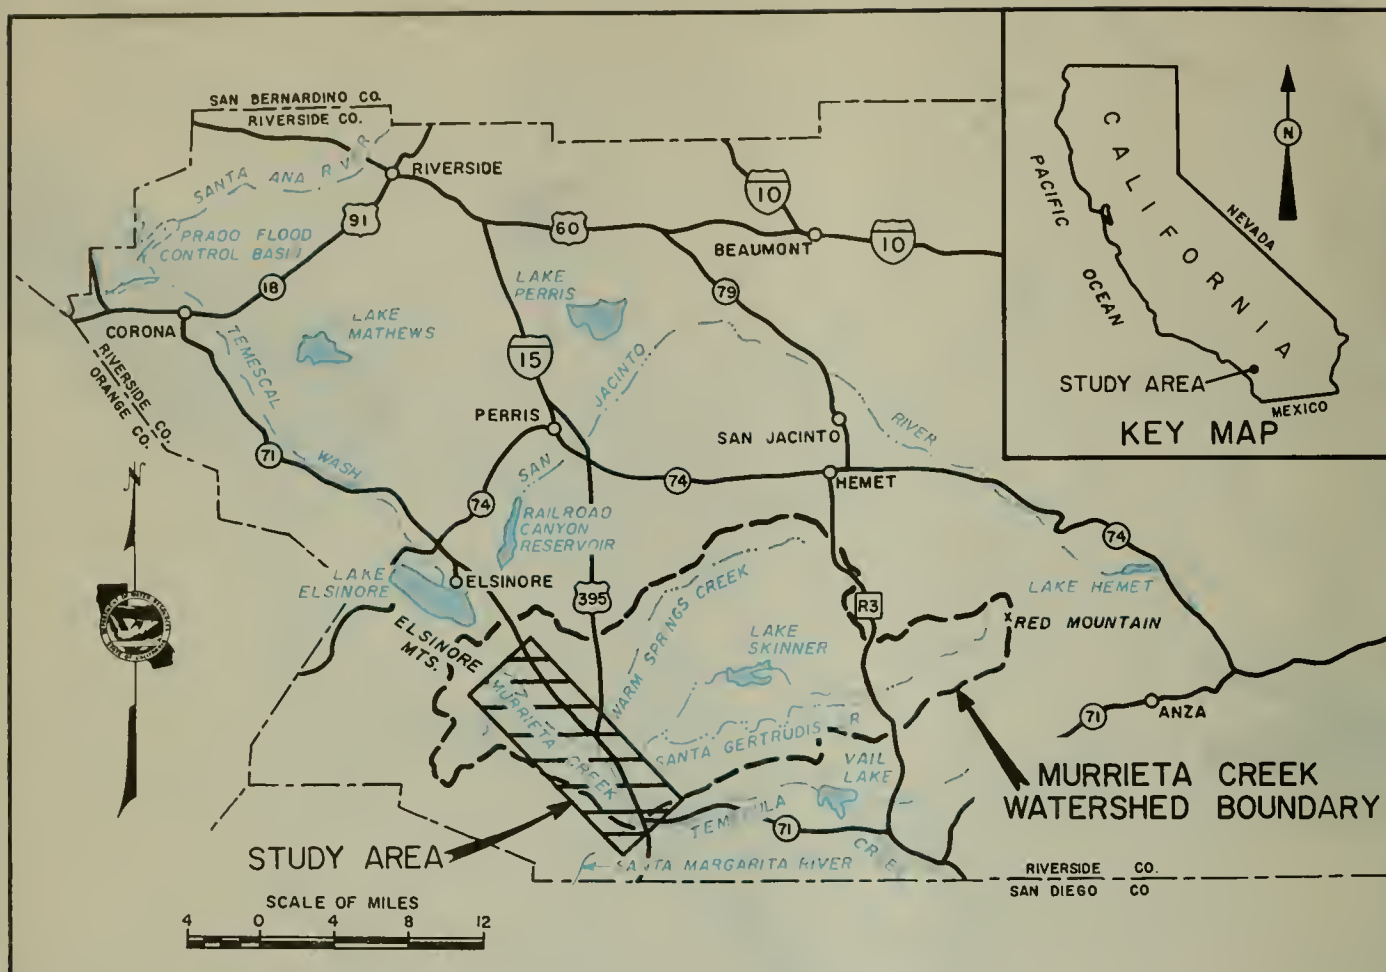 SAN BERNARDINO CO.
RIVERSIDE CO.
SANTA ANA RIVER
RIVERSIDE
91
60
10
BEAUMONT
10
PRADO FLOOD
CONTROL BASIN
18
CORONA
TEMESCAL
WASH
LAKE
MATHEWS
LAKE
PERRIS
79
15
RIVERSIDE CO.
ORANGE CO.
71
PERRIS
SAN
JACINTO
RIVER
SAN JACINTO
74
74
HEMET
74
N
RAILROAD
CANYON
RESERVOIR
LAKE
ELSINORE
ELSINORE
395
R3
LAKE HEMET
RED MOUNTAIN
ELSINORE
MTS.
WARM SPRINGS CREEK
LAKE
SKINNER
MURRIETA
CREEK
SANTA GERTRUDIS
R
VAIL
LAKE
71
ANZA
MURRIETA CREEK
WATERSHED BOUNDARY
71
STUDY AREA
SANTA MARGARITA RIVER
RIVERSIDE CO.
SAN DIEGO CO
SCALE OF MILES
4 0 4 8 12
CALIFORNIA
N
PACIFIC
OCEAN
NEVADA
STUDY AREA
MEXICO
KEY MAP